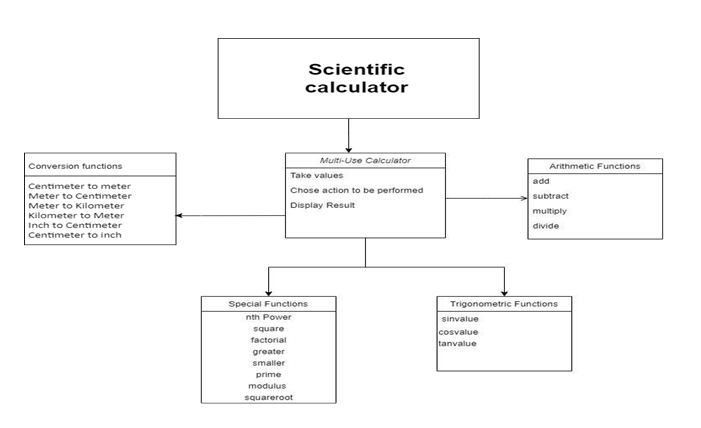 Scientific
calculator
Conversion functions
Centimeter to meter
Meter to Centimeter
Meter to Kilometer
Kilometer to Meter
Inch to Centimeter
Centimeter to inch
Multi-Use Calculator
Take values
Chose action to be performed
Display Result
Arithmetic Functions
add
subtract
multiply
divide
Special Functions
nth Power
square
factorial
greater
smaller
prime
modulus
squareroot
Trigonometric Functions
sinvalue
cosvalue
tanvalue